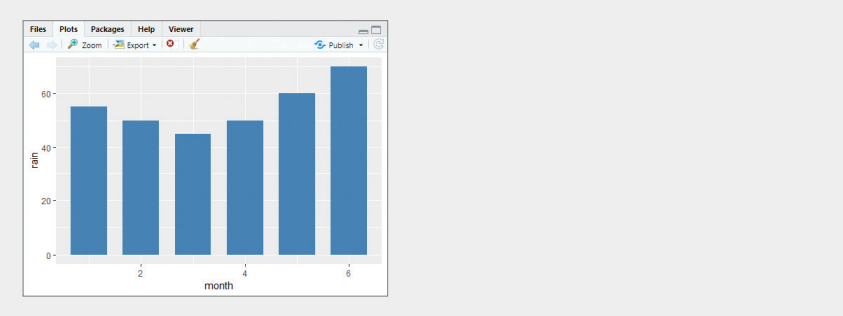 Files Plots Packages Help Viewer
Zoom Export Publish
60
40
20
0
rain
2 4 6
month